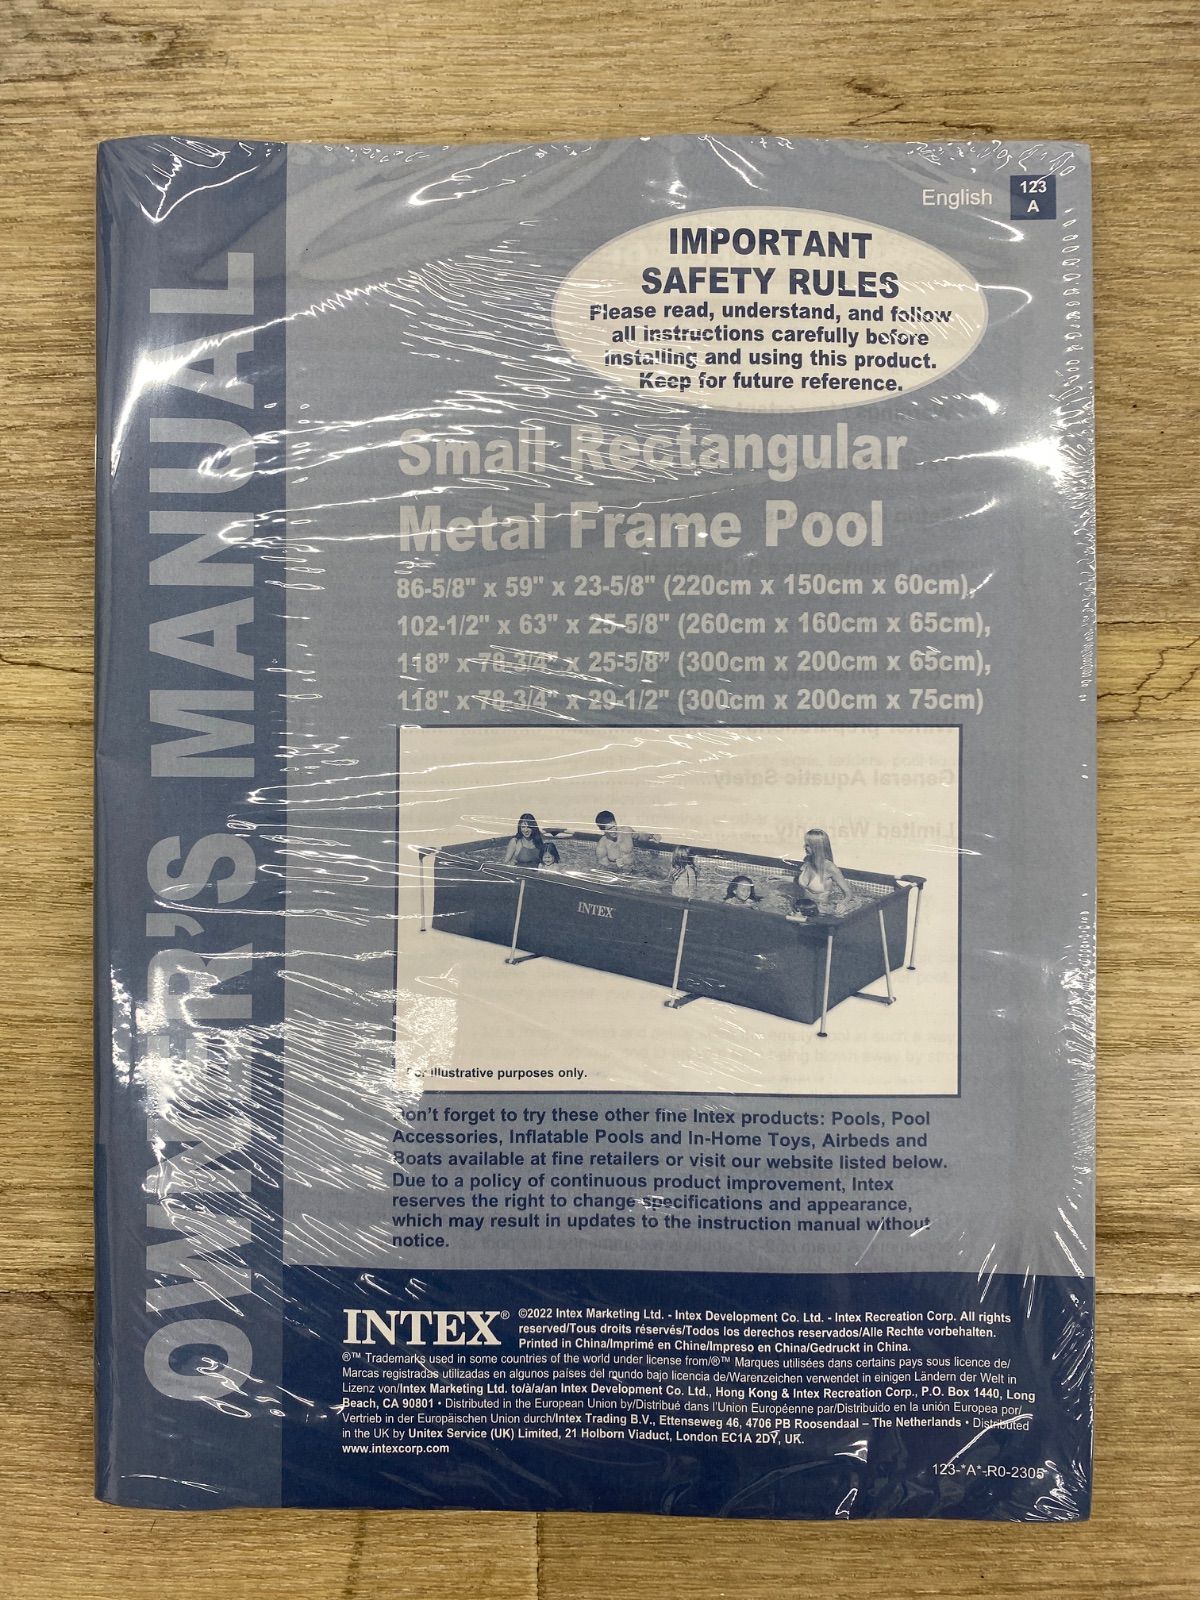 English
123
A
IMPORTANT
SAFETY RULES
Please read, understand, and follow
all instructions carefully before
installing and using this product.
Keep for future reference.
OWNER'S MANUAL
Small Rectangular
Metal Frame Pool
86-5/8" x 59" x 23-5/8" (220cm x 150cm x 60cm),
102-1/2" x 63" x 25-5/8" (260cm x 160cm x 65cm),
118” x 78-3/4” x 25-5/8” (300cm x 200cm x 65cm),
118" x 78-3/4" x 29-1/2" (300cm x 200cm x 75cm)
INTEX
For illustrative purposes only.
Don’t forget to try these other fine Intex products: Pools, Pool
Accessories, Inflatable Pools and In-Home Toys, Airbeds and
Boats available at fine retailers or visit our website listed below.
Due to a policy of continuous product improvement, Intex
reserves the right to change specifications and appearance,
which may result in updates to the instruction manual without
notice.
INTEX®
©2022 Intex Marketing Ltd. - Intex Development Co. Ltd. - Intex Recreation Corp. All rights
reserved/Tous droits réservés/Todos los derechos reservados/Alle Rechte vorbehalten.
Printed in China/Imprimé en Chine/Impreso en China/Gedruckt in China.
®™ Trademarks used in some countries of the world under license from/®™ Marques utilisées dans certains pays sous licence de/
Marcas registradas utilizadas en algunos países del mundo bajo licencia de/Warenzeichen verwendet in einigen Ländern der Welt in
Lizenz von/Intex Marketing Ltd. to/à/a/an Intex Development Co. Ltd., Hong Kong & Intex Recreation Corp., P.O. Box 1440, Long
Beach, CA 90801 • Distributed in the European Union by/Distribué dans l’Union Européenne par/Distribuido en la unión Europea por/
Vertrieb in der Europäischen Union durch/Intex Trading B.V., Ettenseweg 46, 4706 PB Roosendaal – The Netherlands • Distributed
in the UK by Unitex Service (UK) Limited, 21 Holborn Viaduct, London EC1A 2DY, UK.
www.intexcorp.com
123-*A*-R0-2305